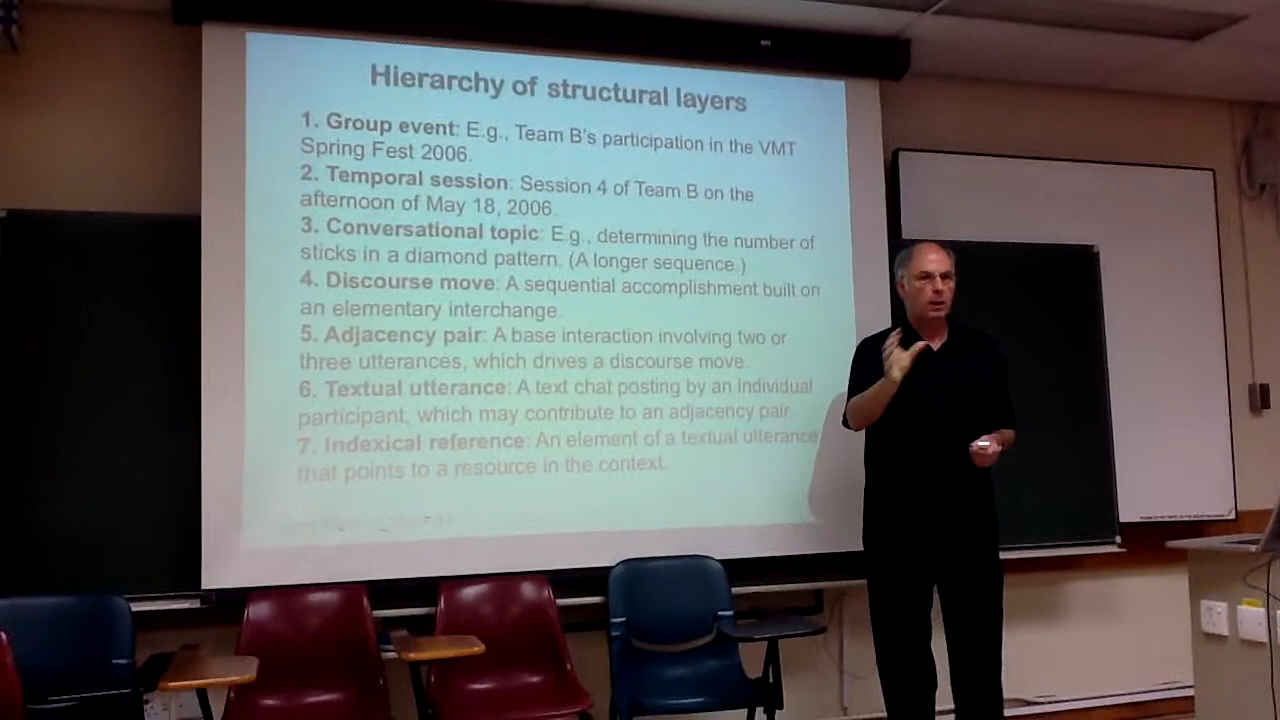 Hierarchy of structural layers
1. Group event: E.g., Team B's participation in the VMT
Spring Fest 2006.
2. Temporal session: Session 4 of Team B on the
afternoon of May 18, 2006.
3. Conversational topic: E.g., determining the number of
sticks in a diamond pattern. (A longer sequence.)
4. Discourse move: A sequential accomplishment built on
an elementary interchange.
5. Adjacency pair: A base interaction involving two or
three utterances, which drives a discourse move.
6. Textual utterance: A text chat posting by an individual
participant, which may contribute to an adjacency pair.
7. Indexical reference: An element of a textual utterance
that points to a resource in the context.